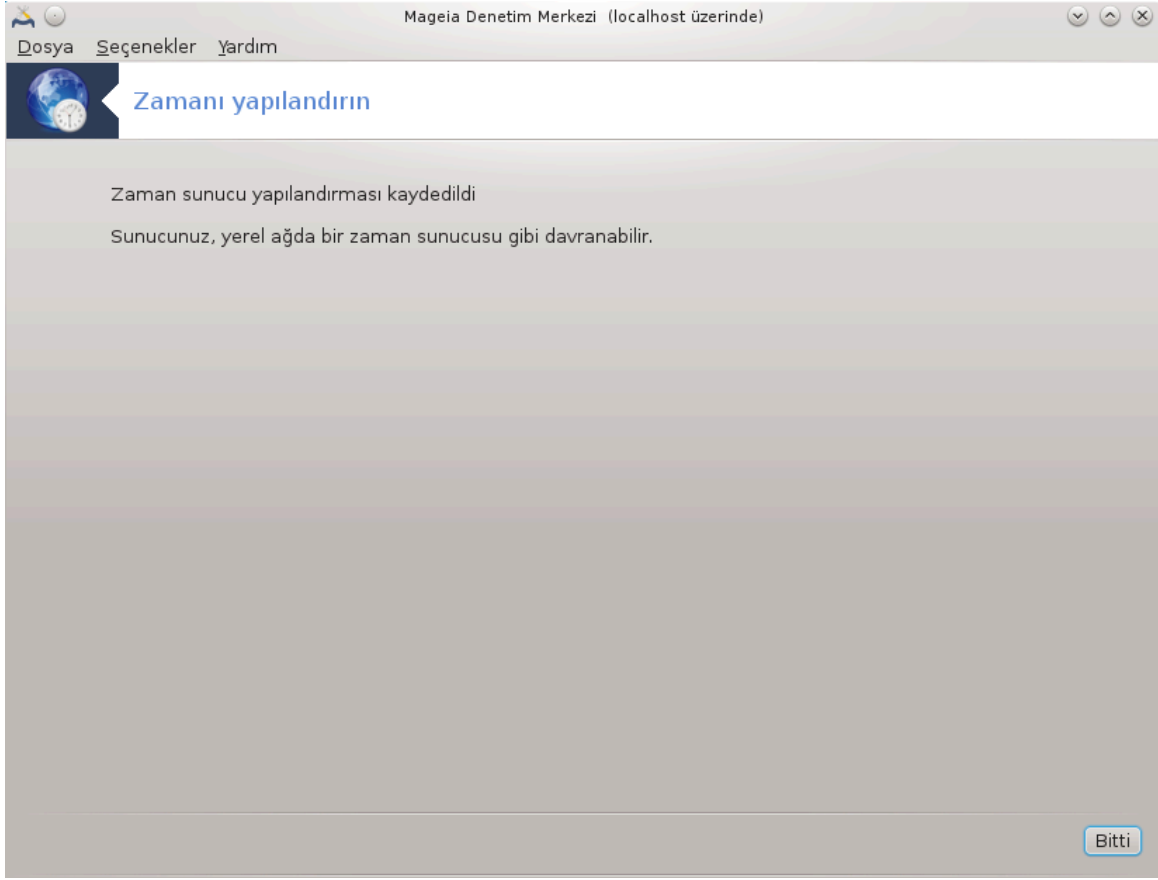 Mageia Denetim Merkezi (localhost üzerinde)
Dosya Seçenekler Yardım
Zamanı yapılandırın
Zaman sunucu yapılandırması kaydedildi
Sunucunuz, yerel ağda bir zaman sunucusu gibi davranabilir.
Bitti